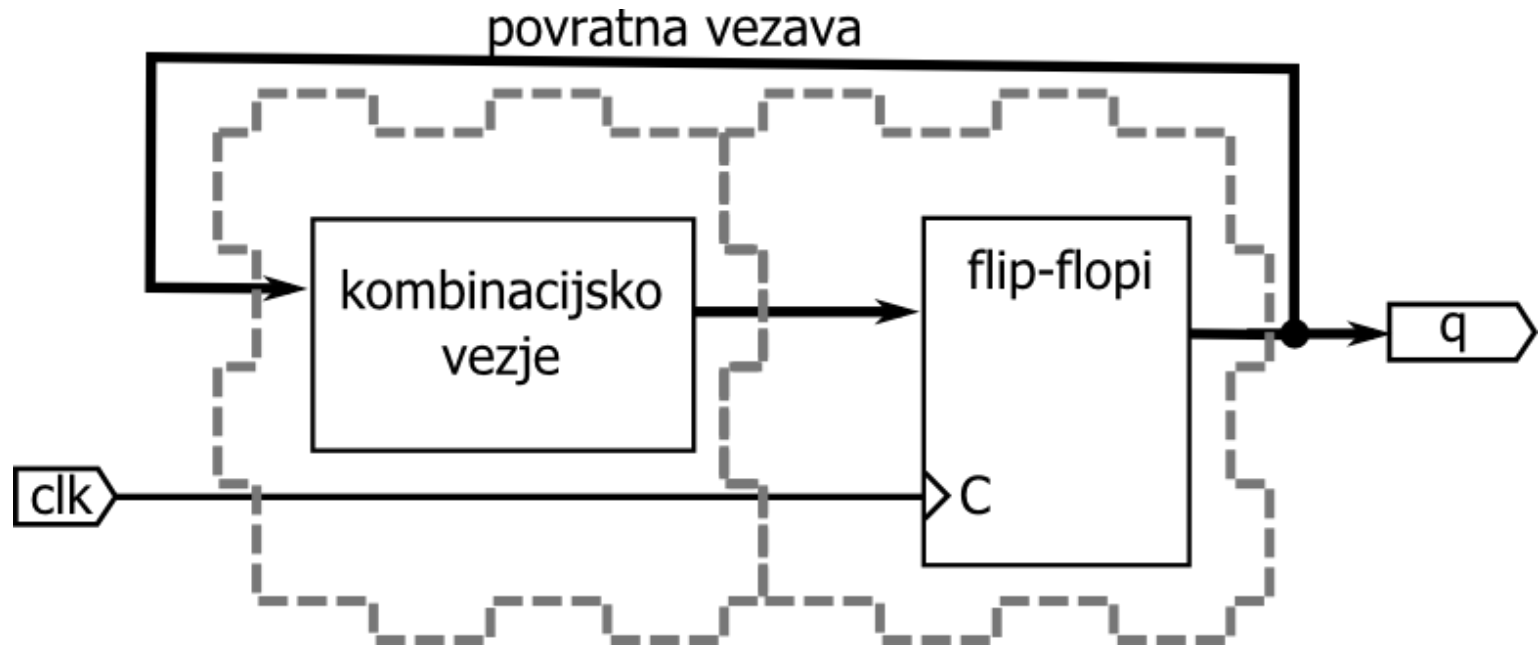 povratna vezava
kombinacijsko
vezje
flip-flopi
q
clk
C